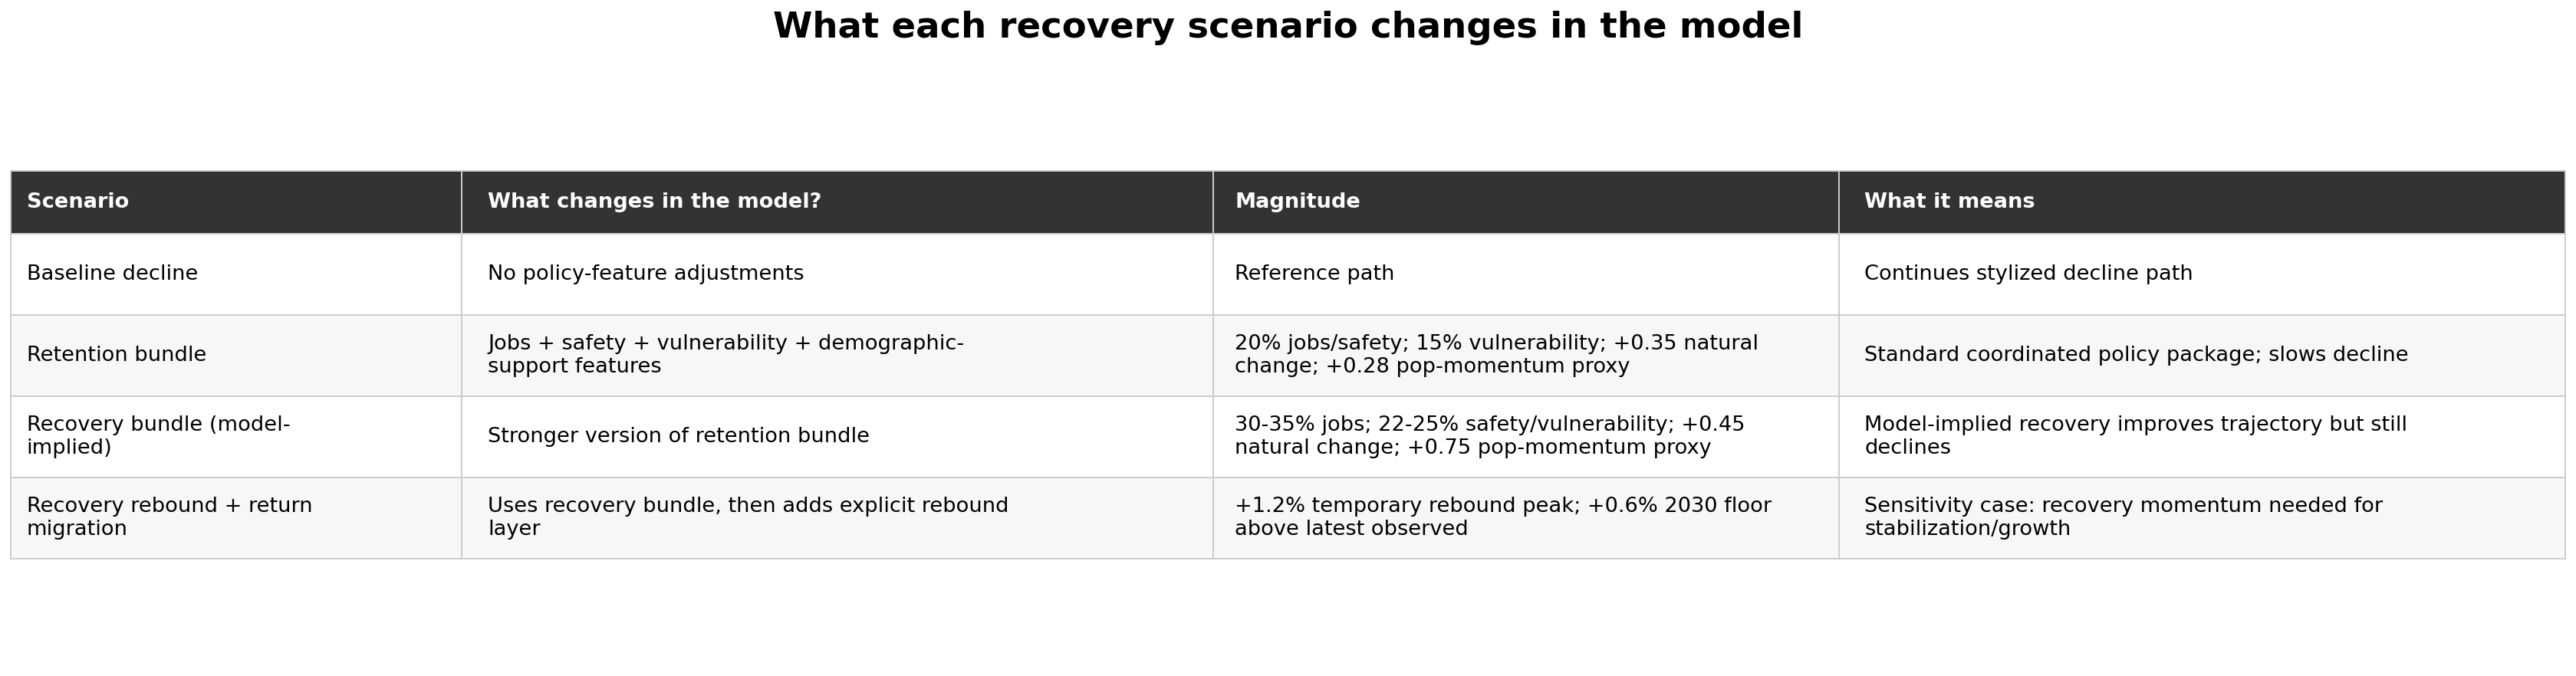 What each recovery scenario changes in the model
Scenario
What changes in the model?
Magnitude
What it means
Baseline decline
No policy-feature adjustments
Reference path
Continues stylized decline path
Retention bundle
Jobs + safety + vulnerability + demographic-
support features
20% jobs/safety; 15% vulnerability; +0.35 natural
change; +0.28 pop-momentum proxy
Standard coordinated policy package; slows decline
Recovery bundle (model-
implied)
Stronger version of retention bundle
30-35% jobs; 22-25% safety/vulnerability; +0.45
natural change; +0.75 pop-momentum proxy
Model-implied recovery improves trajectory but still
declines
Recovery rebound + return
migration
Uses recovery bundle, then adds explicit rebound
layer
+1.2% temporary rebound peak; +0.6% 2030 floor
above latest observed
Sensitivity case: recovery momentum needed for
stabilization/growth